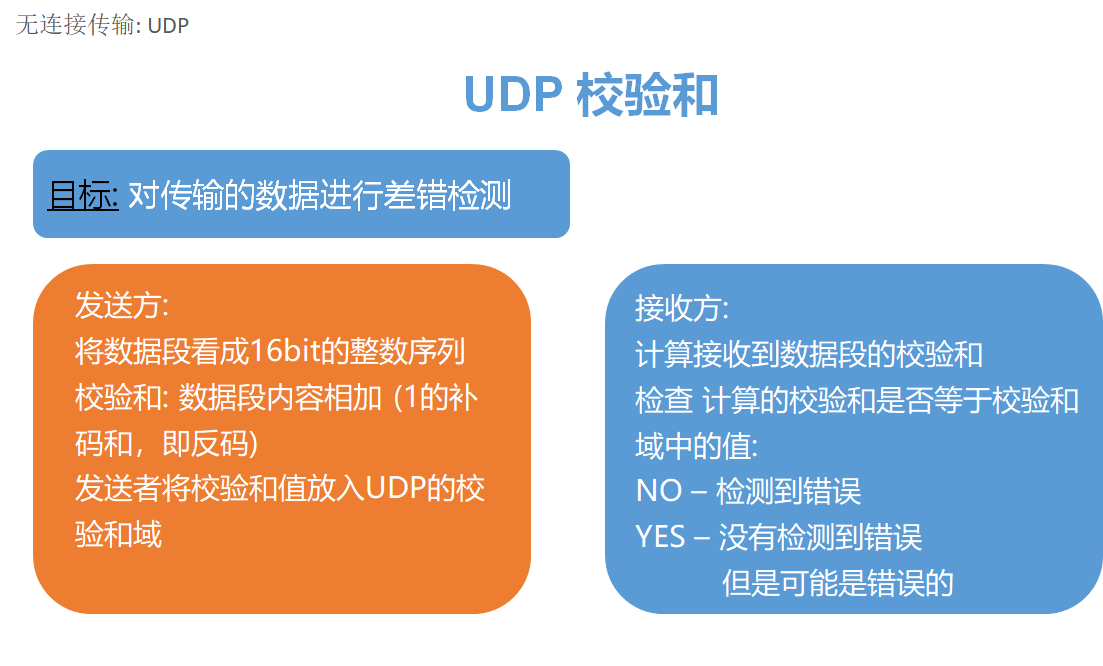 无连接传输: UDP
UDP 校验和
目标: 对传输的数据进行差错检测
发送方:
将数据段看成16bit的整数序列
校验和: 数据段内容相加 (1的补
码和，即反码)
发送者将校验和值放入UDP的校
验和域
接收方:
计算接收到数据段的校验和
检查 计算的校验和是否等于校验和
域中的值:
NO – 检测到错误
YES – 没有检测到错误
但是可能是错误的